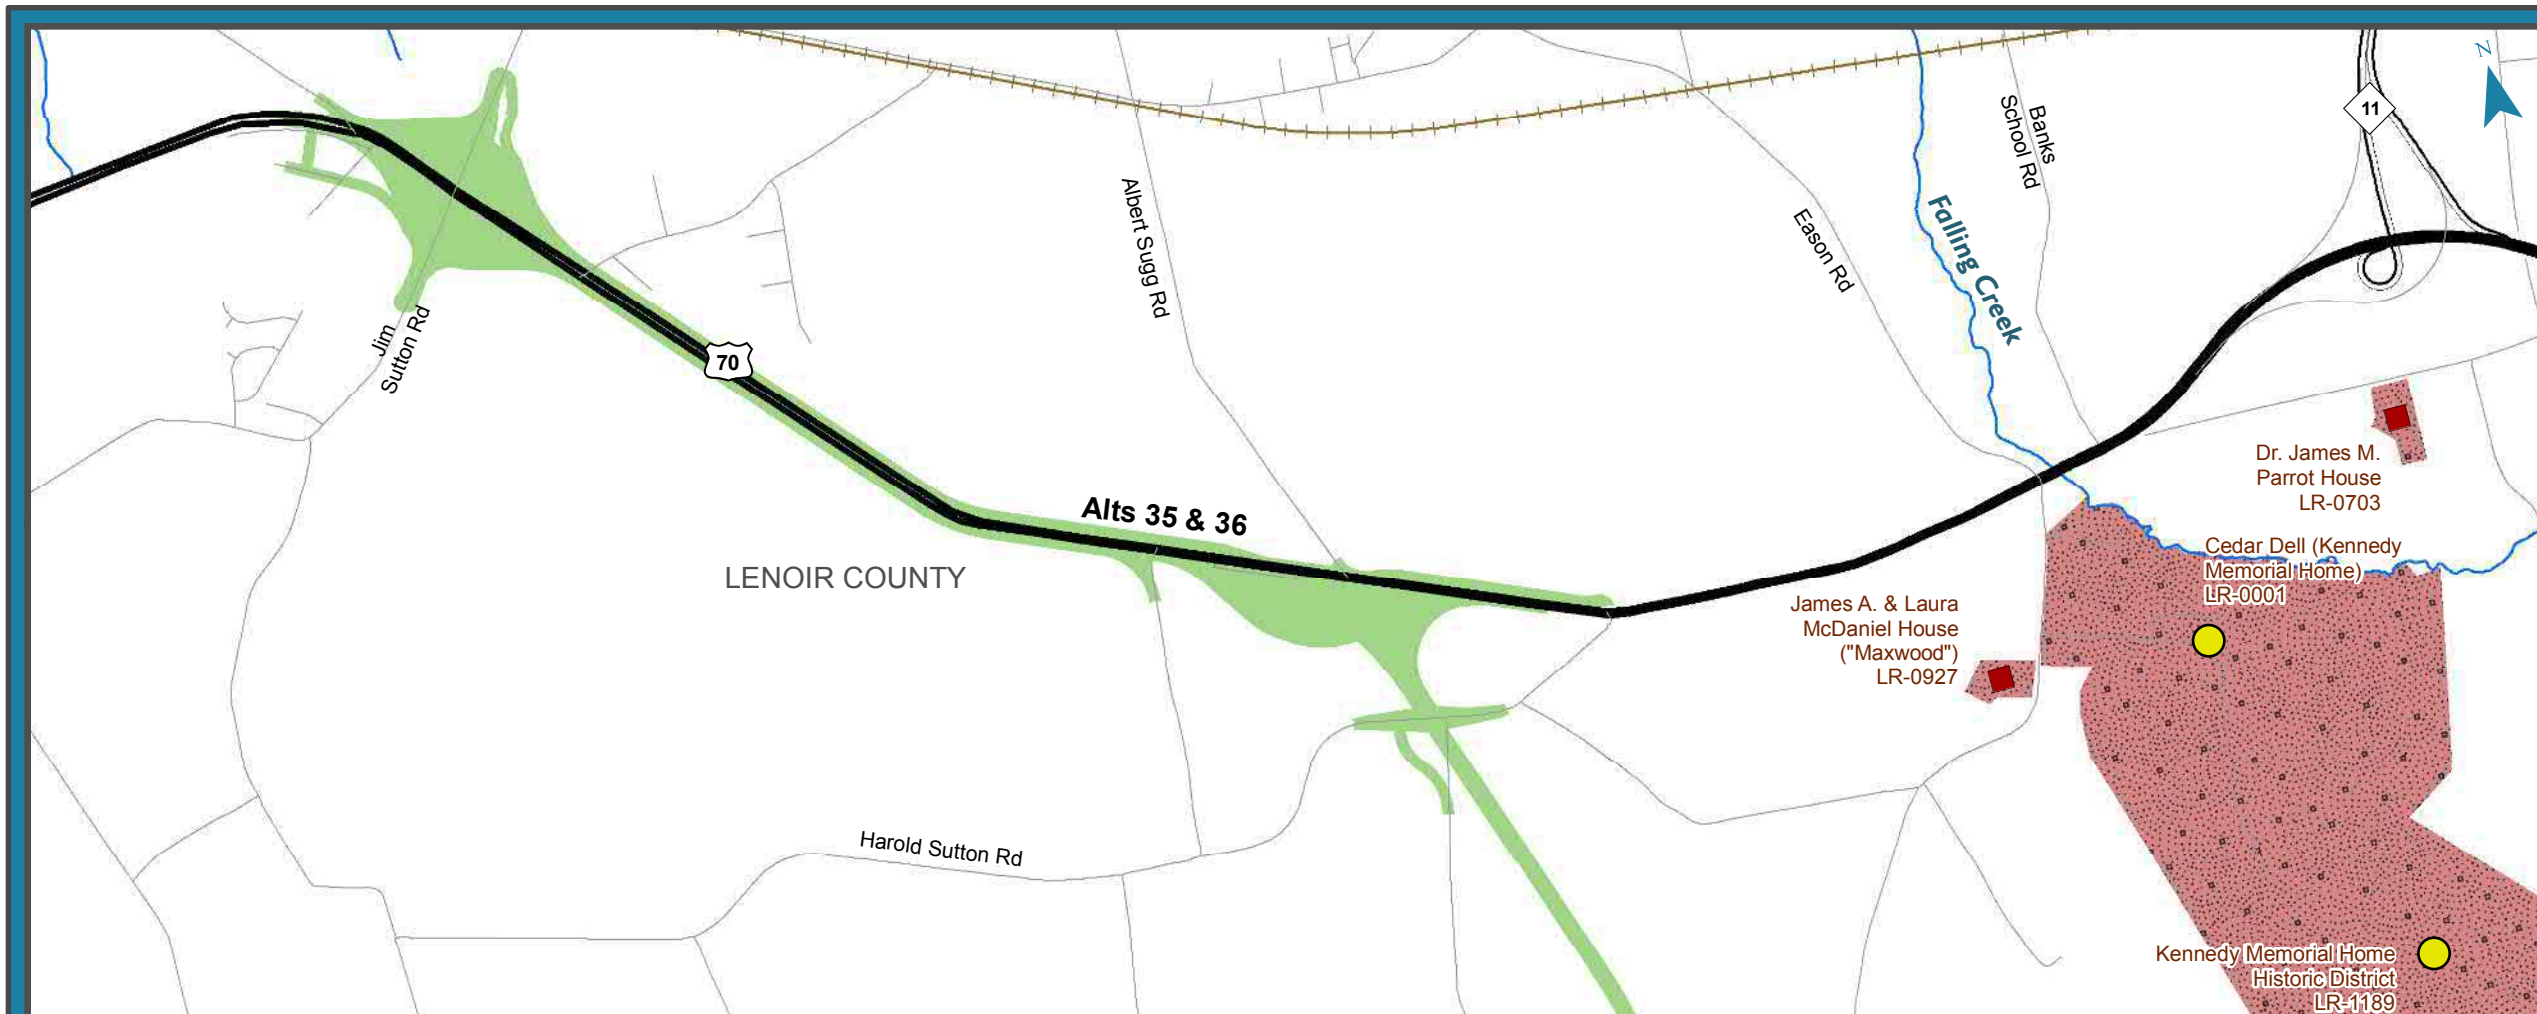 N
11
Banks
School Rd
Albert Sugg Rd
Eason Rd
Falling Creek
Jim
Sutton Rd
70
Dr. James M.
Parrot House
LR-0703
Alts 35 & 36
LENOIR COUNTY
Cedar Dell (Kennedy
Memorial Home)
LR-0001
James A. & Laura
McDaniel House
("Maxwood")
LR-0927
Harold Sutton Rd
Kennedy Memorial Home
Historic District
LR-1189